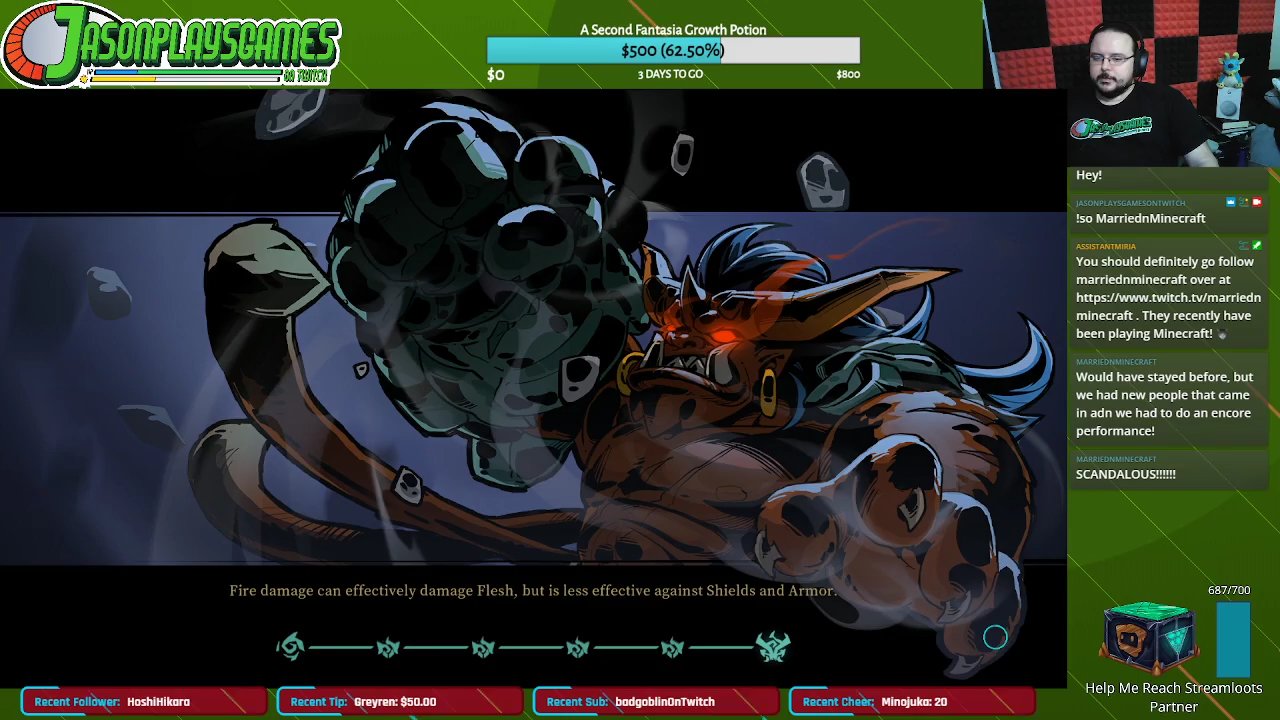 JASONPLAYSGAMES
ON TWITCH
A Second Fantasia Growth Potion
$500 (62.50%)
$0
3 DAYS TO GO
$800
JASONPLAYSGAMES
Hey!
JASONPLAYSGAMESONTWITCH
!so MarriednMinecraft
ASSISTANTMIRIA
You should definitely go follow
marriednminecraft over at
https://www.twitch.tv/marriedn
minecraft . They recently have
been playing Minecraft!
MARRIEDNMINECRAFT
Would have stayed before, but
we had new people that came
in adn we had to do an encore
performance!
MARRIEDNMINECRAFT
SCANDALOUS!!!!!!
Fire damage can effectively damage Flesh, but is less effective against Shields and Armor.
687/700
Help Me Reach Streamloots
Partner
Recent Follower: HoshiHikara
Recent Tip: Greyren: $50.00
Recent Sub: badgoblinOnTwitch
Recent Cheer: Minojuka: 20